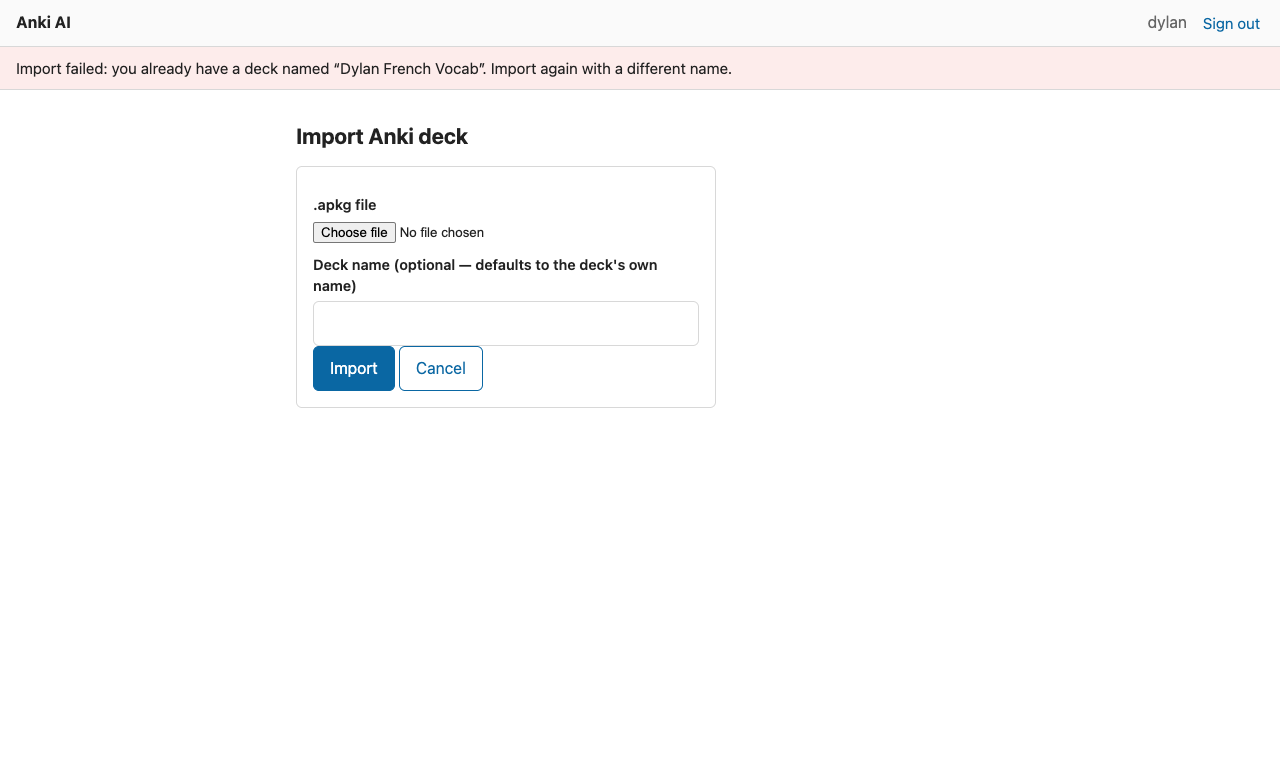 Anki AI
dylan
Sign out
Import failed: you already have a deck named “Dylan French Vocab”. Import again with a different name.
Import Anki deck
.apkg file
Choose file No file chosen
Deck name (optional — defaults to the deck's own
name)
Import
Cancel